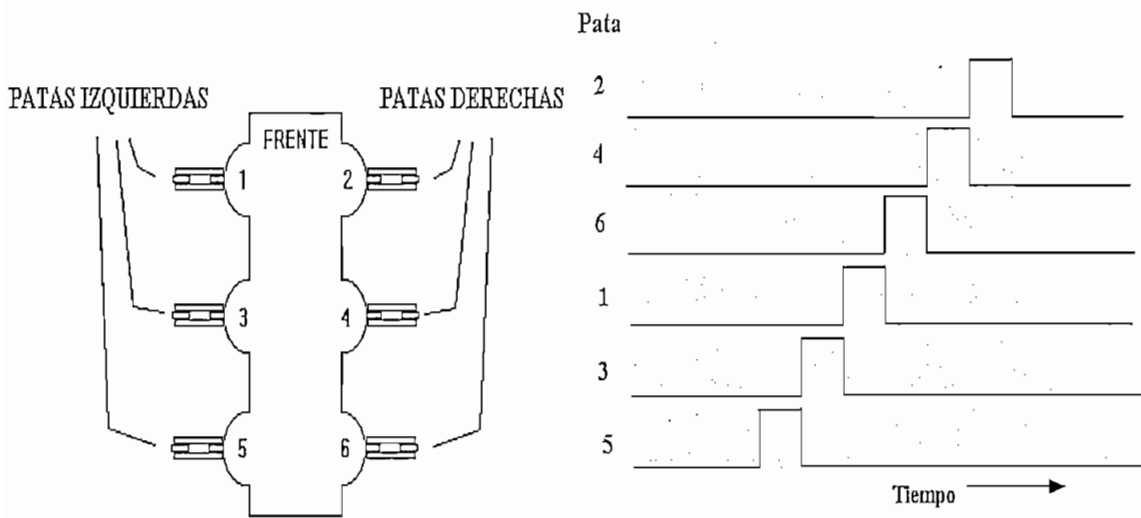 PATAS IZQUIERDAS
PATAS DERECHAS
FRENTE
1
2
3
4
5
6
Pata
2
4
6
1
3
5
Tiempo